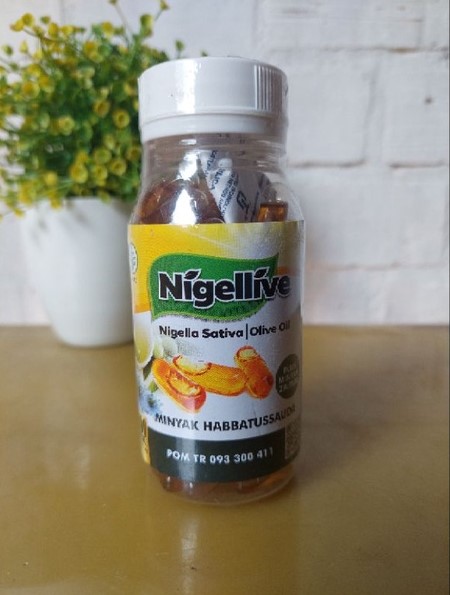 Nigellive
Nigella Sativa | Olive Oil
MINYAK HABBATUSSAUDA
POM TR 093 300 411